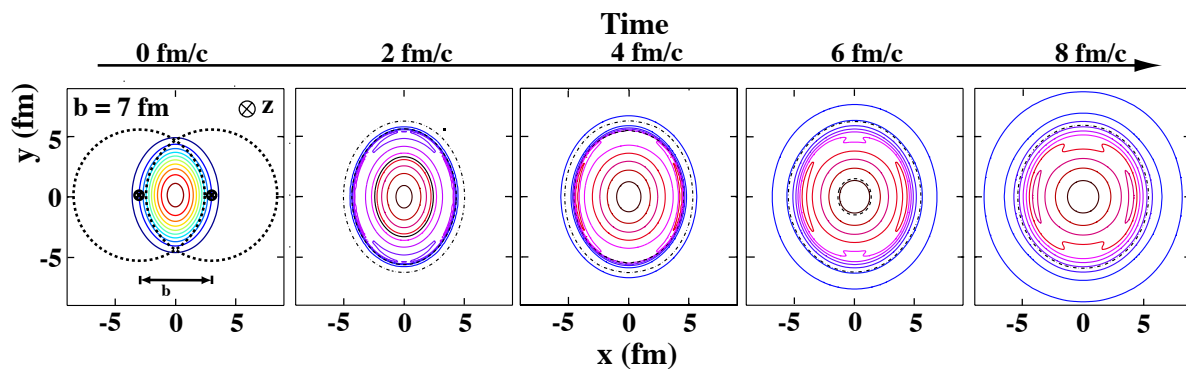 Time
0 fm/c 2 fm/c 4 fm/c 6 fm/c 8 fm/c
b = 7 fm ⊗ z
y (fm)
5
0
-5
b
-5 0 5 -5 0 5 -5 0 5 -5 0 5 -5 0 5
x (fm)